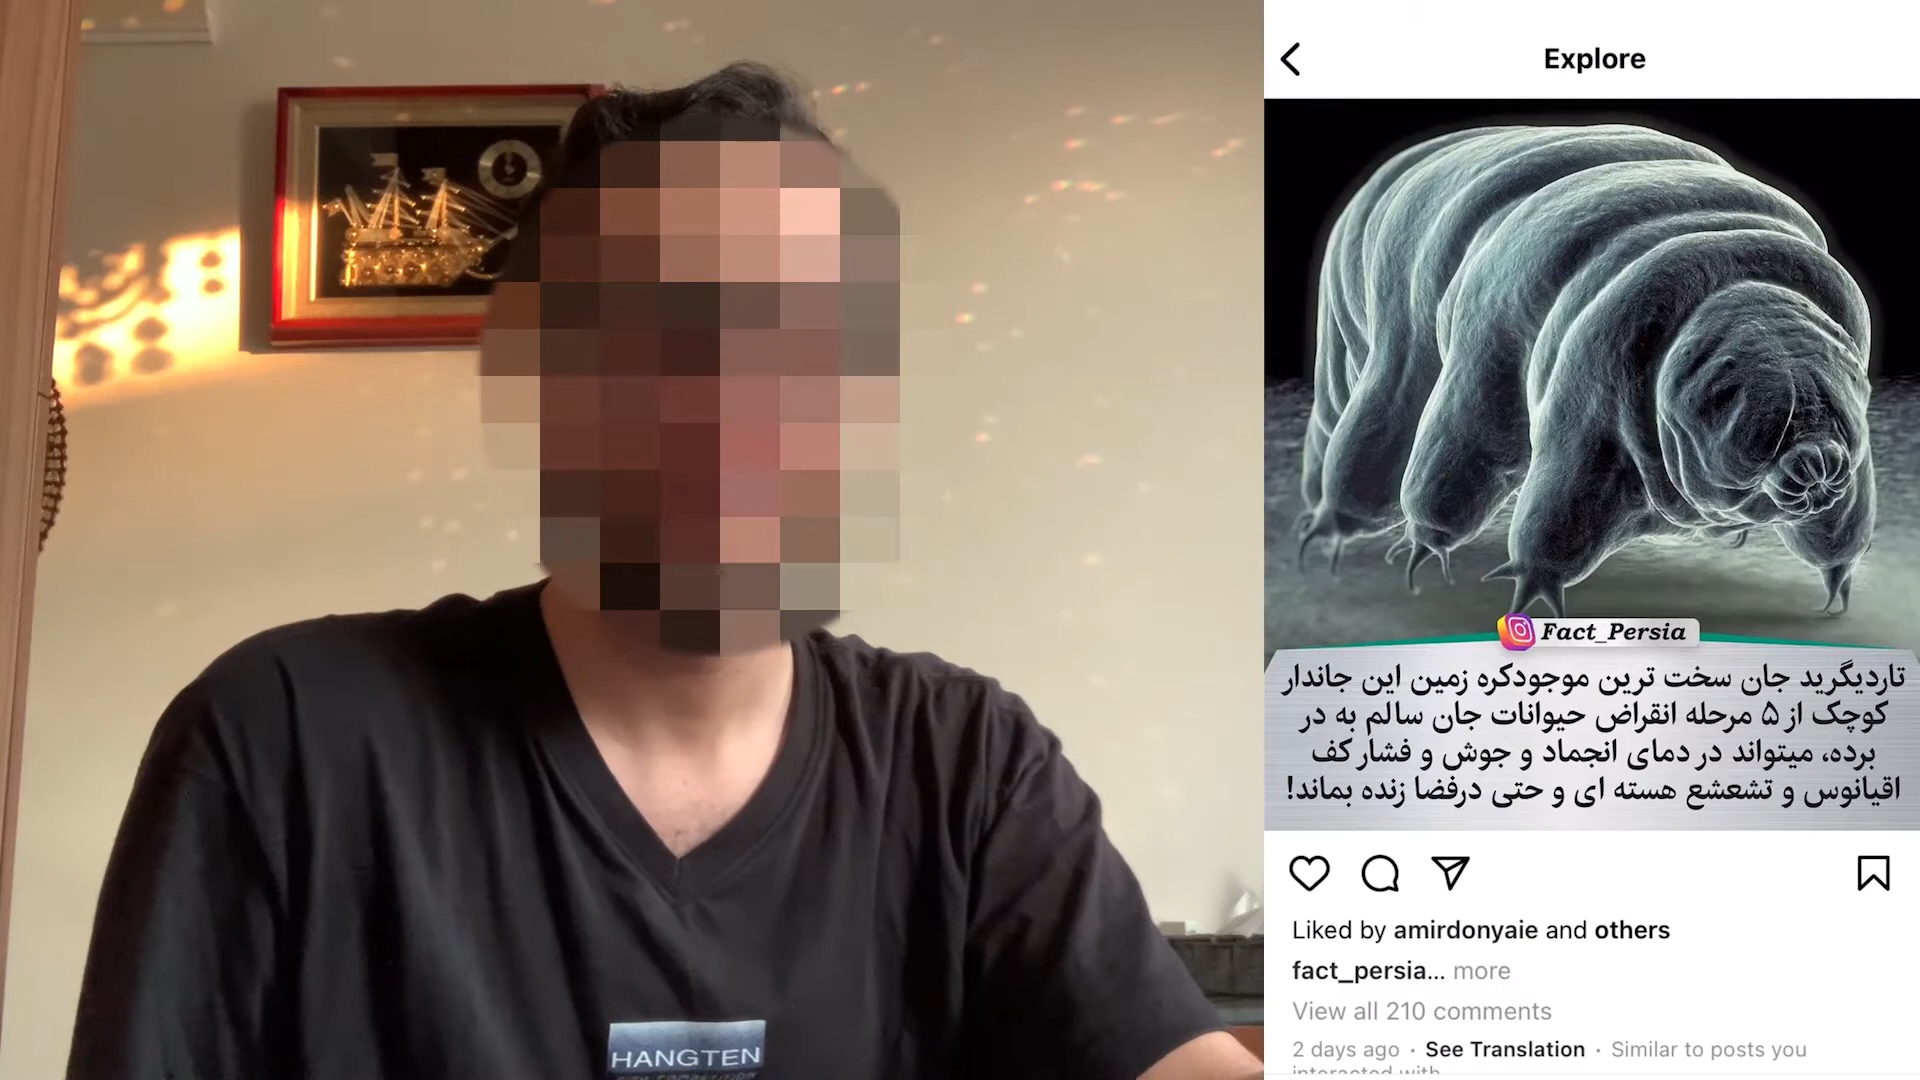 HANGTEN
Explore
Fact_Persia
تاردیگرید جان سخت ترین موجودکره زمین این جاندار
کوچک از ۵ مرحله انقراض حیوانات جان سالم به در
برده، میتواند در دمای انجماد و جوش و فشار کف
اقیانوس و تشعشع هسته ای و حتی درفضا زنده بماند!
Liked by amirdonyaie and others
fact_persia... more
View all 210 comments
2 days ago · See Translation · Similar to posts you
interacted with